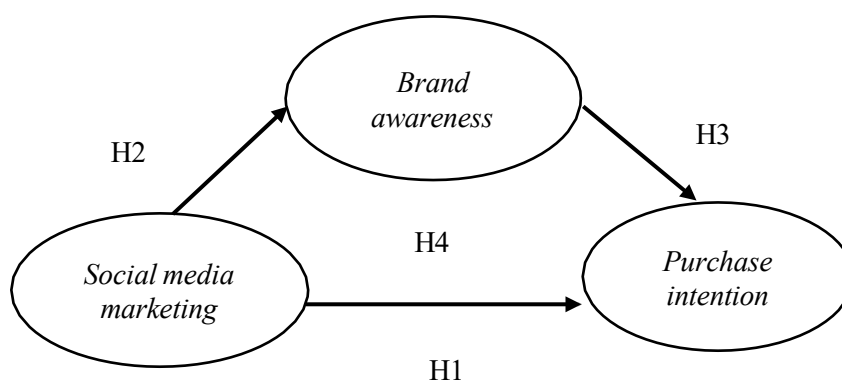 Brand
awareness
H2
H3
H4
Social media
marketing
Purchase
intention
H1